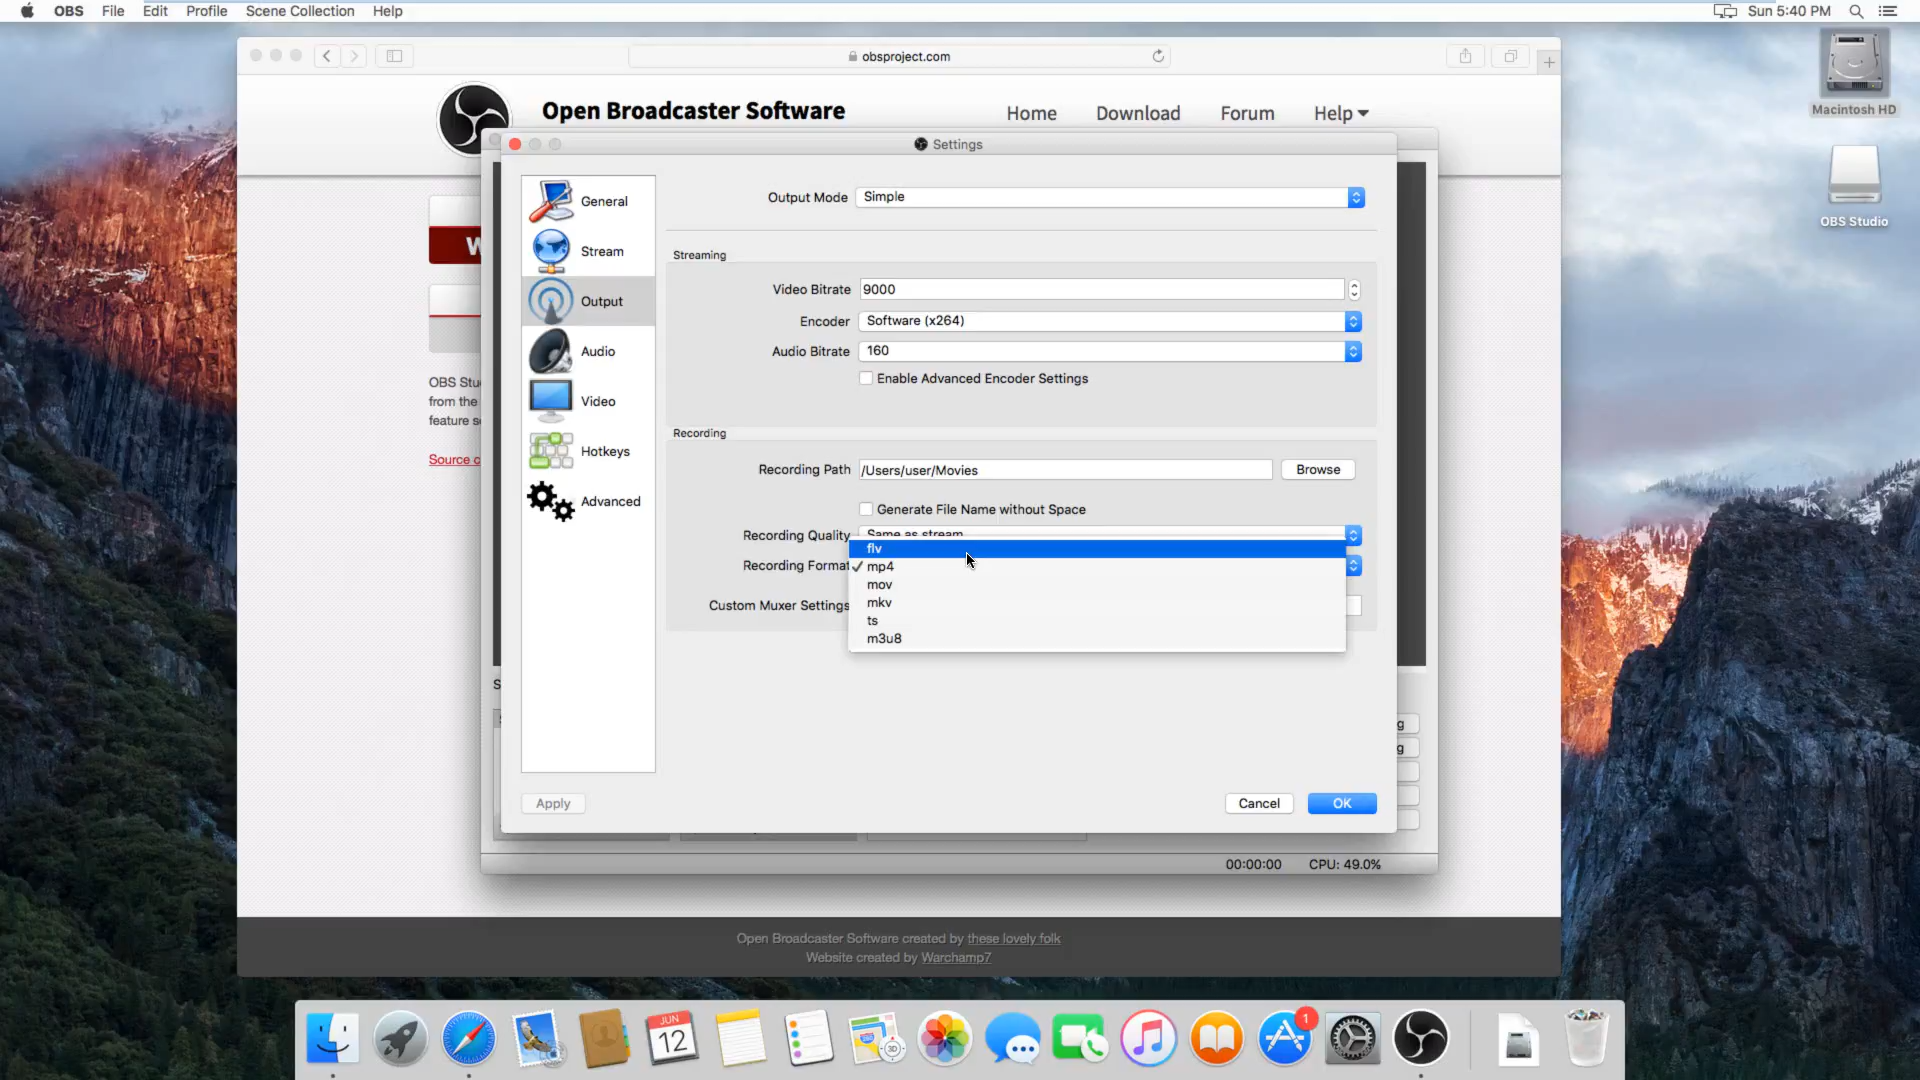 OBS File Edit Profile Scene Collection Help Sun 5:40 PM
obsproject.com
Macintosh HD
OBS Studio
Open Broadcaster Software
Home Download Forum Help
Settings
General
Stream
Output
Audio
Video
Hotkeys
Advanced
Output Mode Simple
Streaming
Video Bitrate 9000
Encoder Software (x264)
Audio Bitrate 160
Enable Advanced Encoder Settings
Recording
Recording Path /Users/user/Movies Browse
Generate File Name without Space
Recording Quality Same as stream
Recording Format
flv
mp4
mov
mkv
ts
m3u8
Custom Muxer Settings
Apply Cancel OK
W
OBS Stu
from the
feature s
Source c
S
g
g
00:00:00 CPU: 49.0%
Open Broadcaster Software created by these lovely folk
Website created by Warchamp7
JUN
12
3D
1